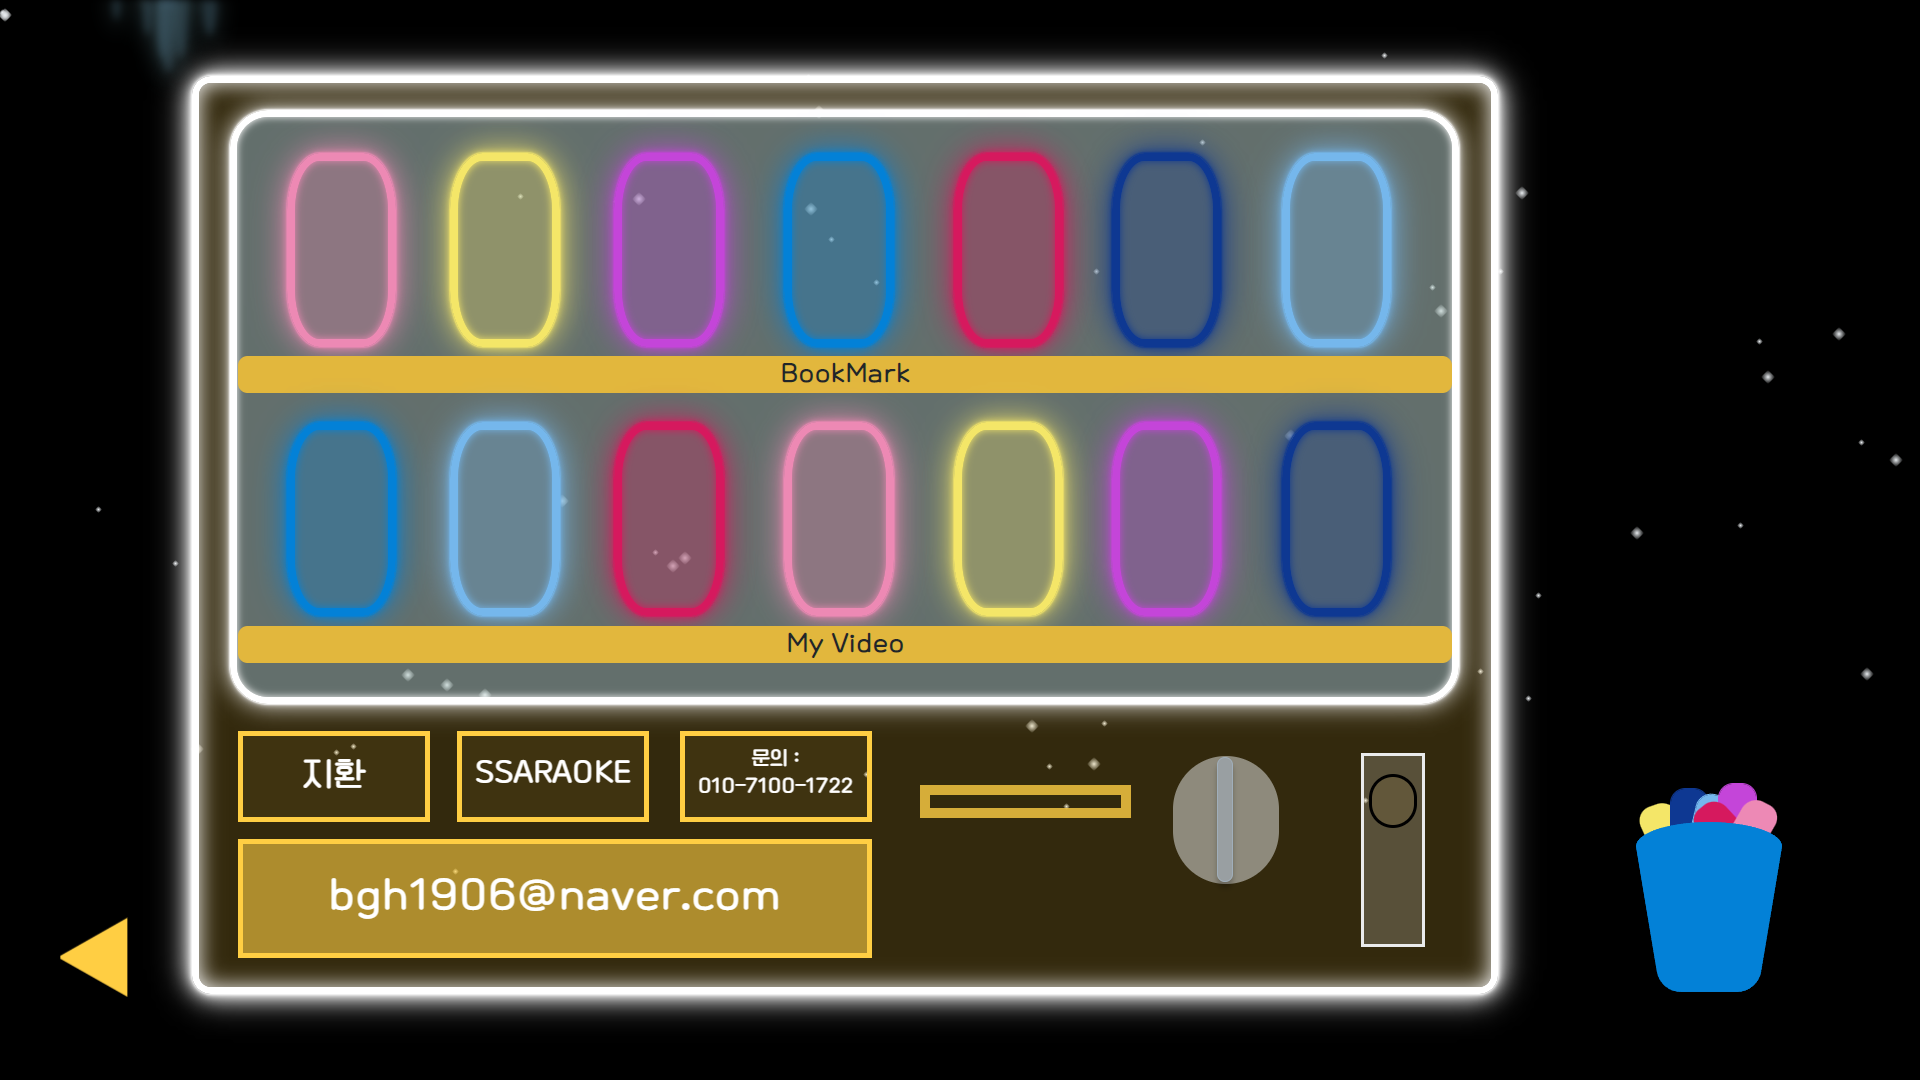 BookMark
My Video
지환
SSARAOKE
문의 :
010-7100-1722
bgh1906@naver.com